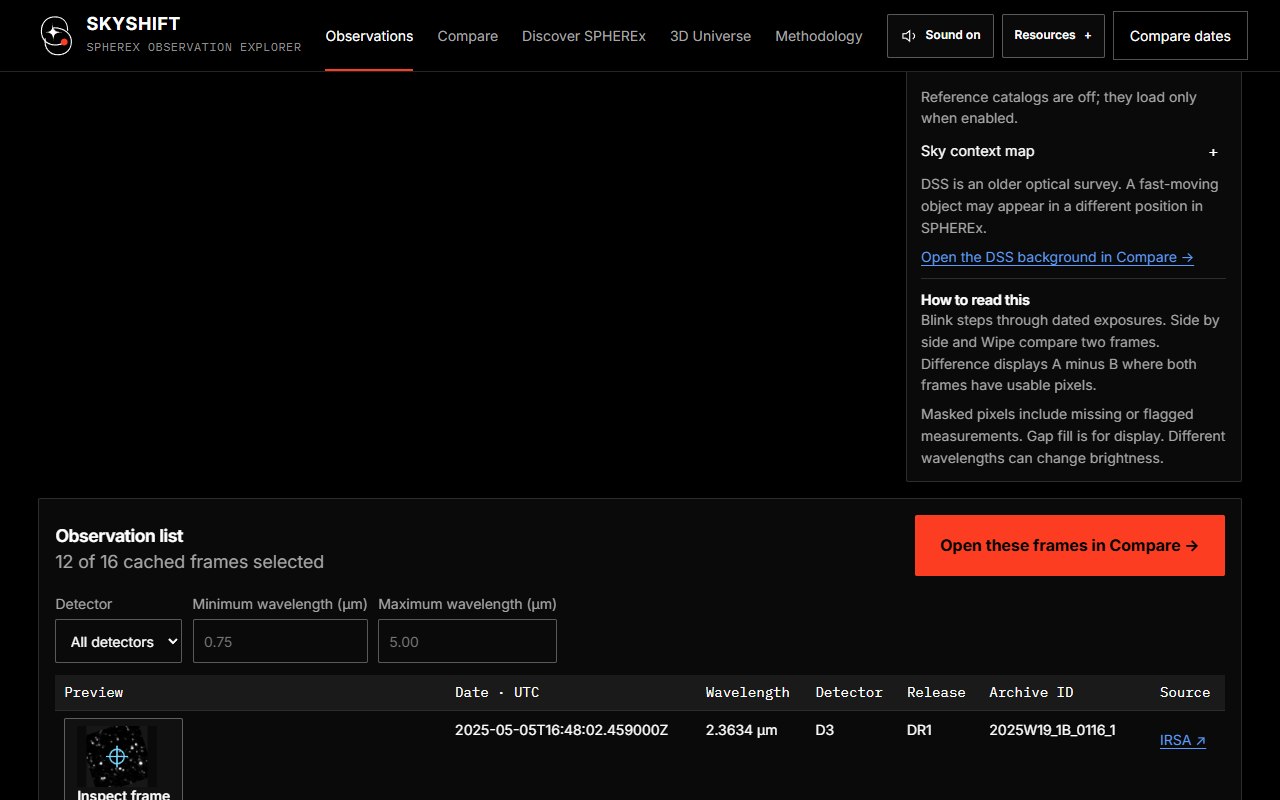 SKYSHIFT
SPHEREX OBSERVATION EXPLORER
Observations
Compare
Discover SPHEREx
3D Universe
Methodology
Sound on
Resources +
Compare dates
Reference catalogs are off; they load only
when enabled.
Sky context map +
DSS is an older optical survey. A fast-moving
object may appear in a different position in
SPHEREx.
Open the DSS background in Compare →
How to read this
Blink steps through dated exposures. Side by
side and Wipe compare two frames.
Difference displays A minus B where both
frames have usable pixels.
Masked pixels include missing or flagged
measurements. Gap fill is for display. Different
wavelengths can change brightness.
Observation list
12 of 16 cached frames selected
Open these frames in Compare →
Detector
Minimum wavelength (µm)
Maximum wavelength (µm)
All detectors
0.75
5.00
Preview
Date · UTC
Wavelength
Detector
Release
Archive ID
Source
2025-05-05T16:48:02.459000Z
2.3634 µm
D3
DR1
2025W19_1B_0116_1
IRSA ↗
Inspect frame